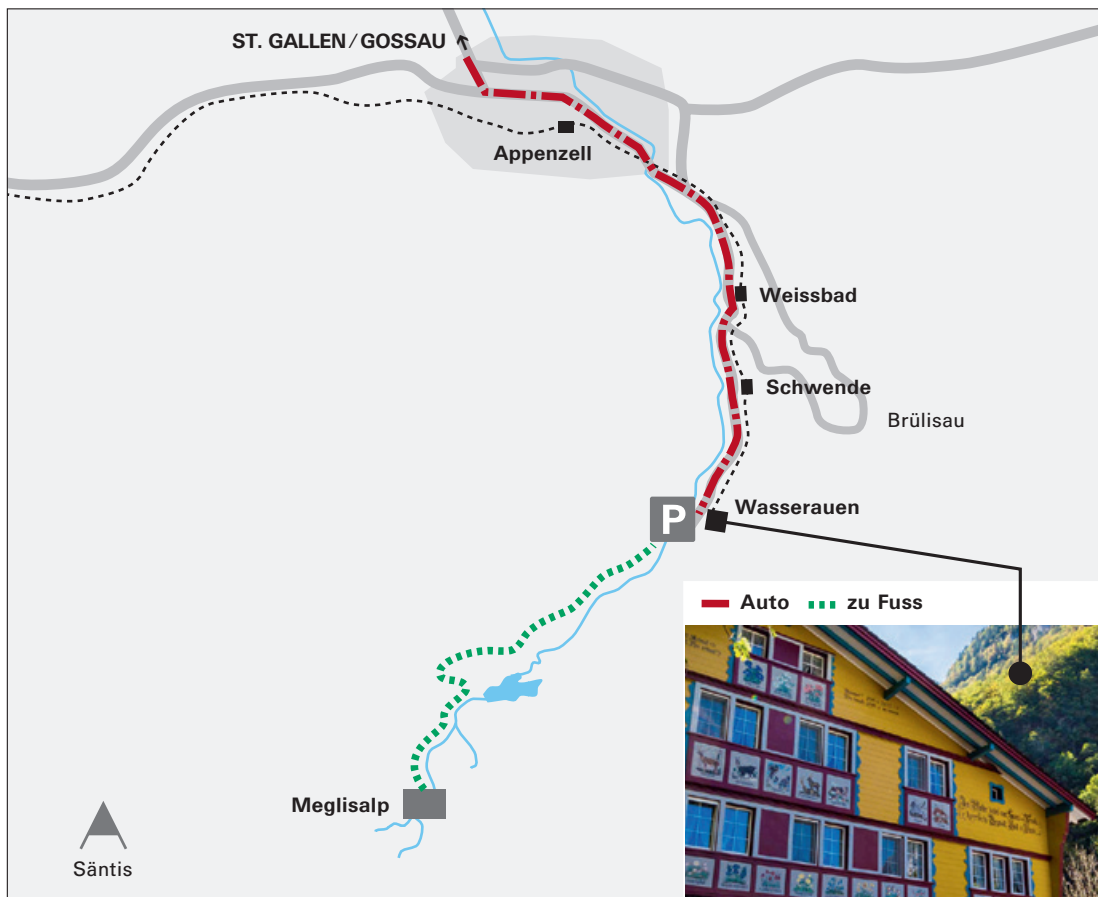 ST. GALLEN / GOSSAU
Appenzell
Weissbad
Schwende
Brülisau
P
Wasserauen
Auto
zu Fuss
Meglisalp
Säntis